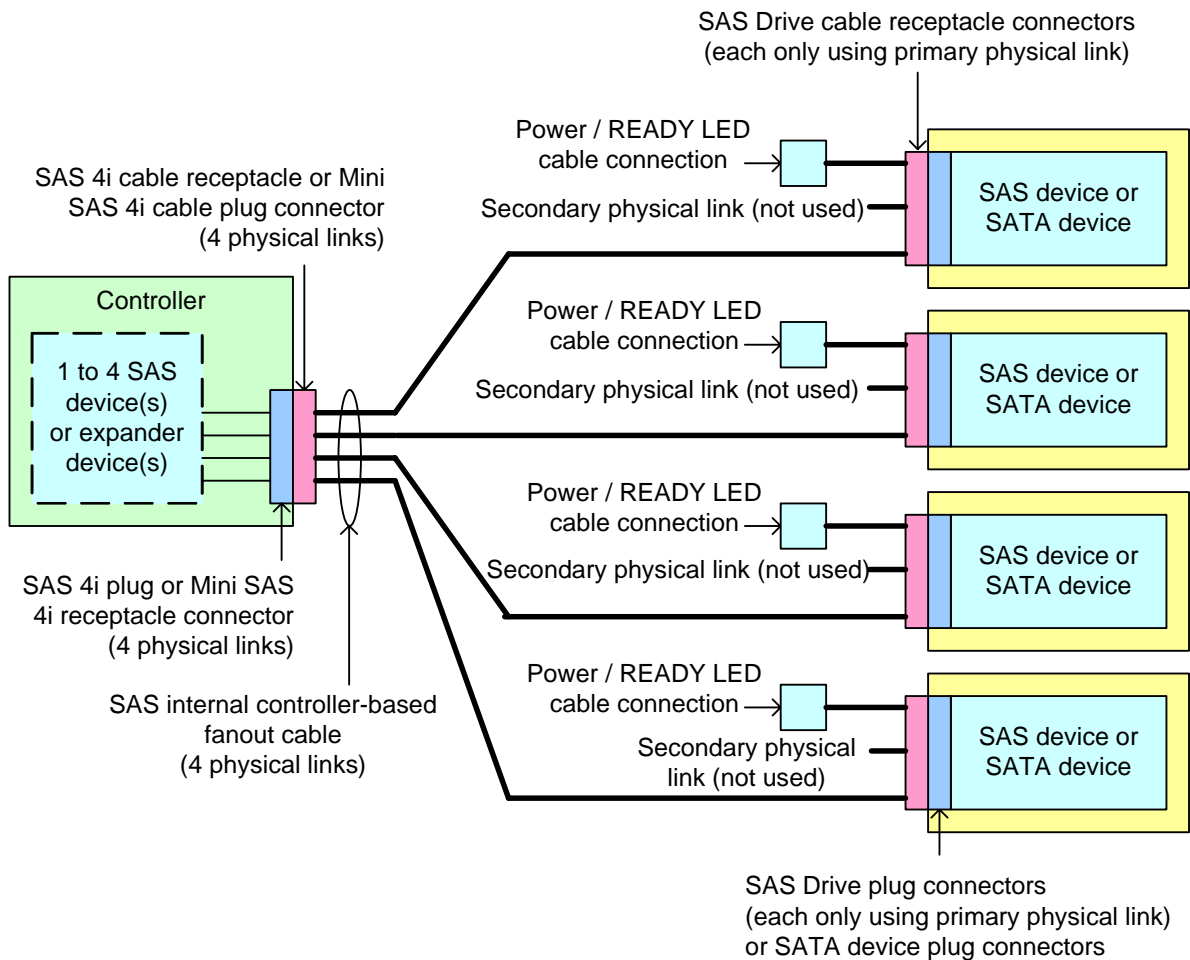 SAS Drive cable receptacle connectors
(each only using primary physical link)
Power / READY LED
cable connection
SAS 4i cable receptacle or Mini
SAS 4i cable plug connector
(4 physical links)
Secondary physical link (not used)
SAS device or
SATA device
Controller
1 to 4 SAS
device(s)
or expander
device(s)
Power / READY LED
cable connection
Secondary physical link (not used)
SAS device or
SATA device
Power / READY LED
cable connection
Secondary physical link (not used)
SAS device or
SATA device
SAS 4i plug or Mini SAS
4i receptacle connector
(4 physical links)
SAS internal controller-based
fanout cable
(4 physical links)
Power / READY LED
cable connection
Secondary physical
link (not used)
SAS device or
SATA device
SAS Drive plug connectors
(each only using primary physical link)
or SATA device plug connectors